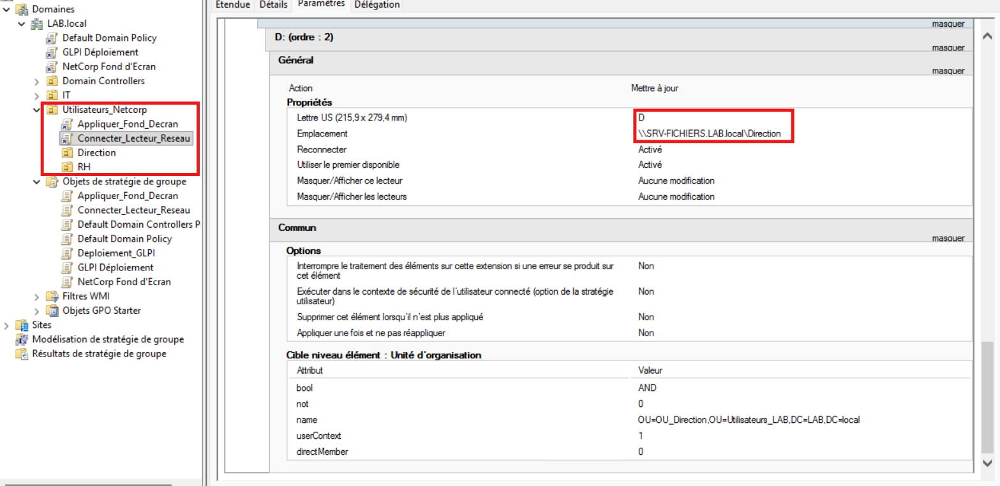 Domaines
LAB.local
Default Domain Policy
GLPI Déploiement
NetCorp Fond d'Ecran
Domain Controllers
IT
Utilisateurs_Netcorp
Appliquer_Fond_Decran
Connecter_Lecteur_Reseau
Direction
RH
Objets de stratégie de groupe
Appliquer_Fond_Decran
Connecter_Lecteur_Reseau
Default Domain Controllers P
Default Domain Policy
Deploiement_GLPI
GLPI Déploiement
NetCorp Fond d'Ecran
Filtres WMI
Objets GPO Starter
Sites
Modélisation de stratégie de groupe
Résultats de stratégie de groupe
Etendue Détails Paramètres Délégation
masquer
D: (ordre : 2)
masquer
Général
masquer
Action Mettre à jour
Propriétés
Lettre US (215,9 x 279,4 mm) D
Emplacement \\SRV-FICHIERS.LAB.local\Direction
Reconnecter Activé
Utiliser le premier disponible Activé
Masquer/Afficher ce lecteur Aucune modification
Masquer/Afficher les lecteurs Aucune modification
Commun
masquer
Options
Interrompre le traitement des éléments sur cette extension si une erreur se produit sur Non
cet élément
Exécuter dans le contexte de sécurité de l'utilisateur connecté (option de la stratégie Non
utilisateur)
Supprimer cet élément lorsqu'il n'est plus appliqué Non
Appliquer une fois et ne pas réappliquer Non
Cible niveau élément : Unité d'organisation
Attribut Valeur
bool AND
not 0
name OU=OU_Direction,OU=Utilisateurs_LAB,DC=LAB,DC=local
userContext 1
directMember 0